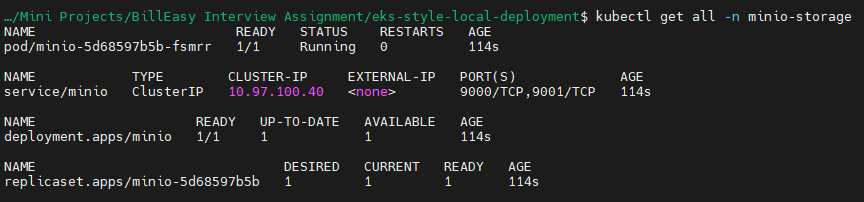 …/Mini Projects/BillEasy Interview Assignment/eks-style-local-deployment$ kubectl get all -n minio-storage
NAME                         READY   STATUS    RESTARTS   AGE
pod/minio-5d68597b5b-fsmrr   1/1     Running   0          114s
NAME            TYPE        CLUSTER-IP     EXTERNAL-IP   PORT(S)             AGE
service/minio   ClusterIP   10.97.100.40   <none>        9000/TCP,9001/TCP   114s
NAME                    READY   UP-TO-DATE   AVAILABLE   AGE
deployment.apps/minio   1/1     1            1           114s
NAME                               DESIRED   CURRENT   READY   AGE
replicaset.apps/minio-5d68597b5b   1         1         1       114s